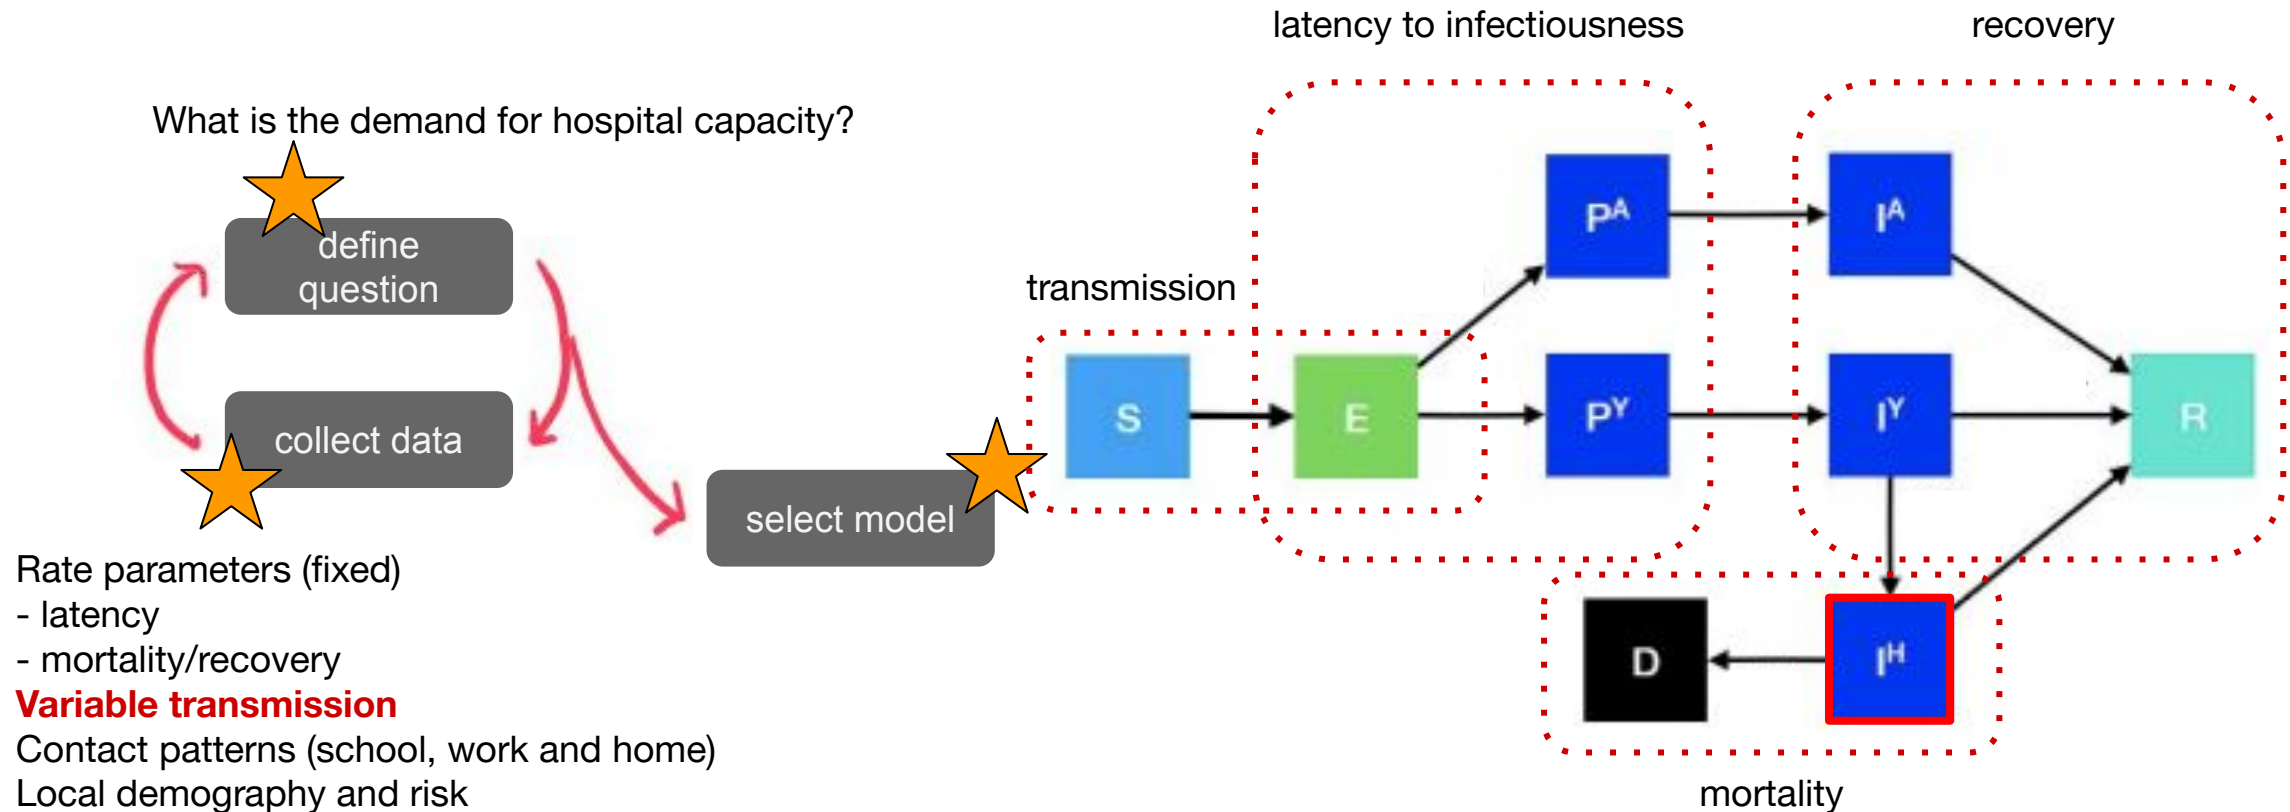 latency to infectiousness
recovery
What is the demand for hospital capacity?
define
question
collect data
select model
transmission
Pᴬ
Iᴬ
S
E
Pʸ
Iʸ
R
D
Iᴴ
mortality
Rate parameters (fixed)
- latency
- mortality/recovery
Variable transmission
Contact patterns (school, work and home)
Local demography and risk